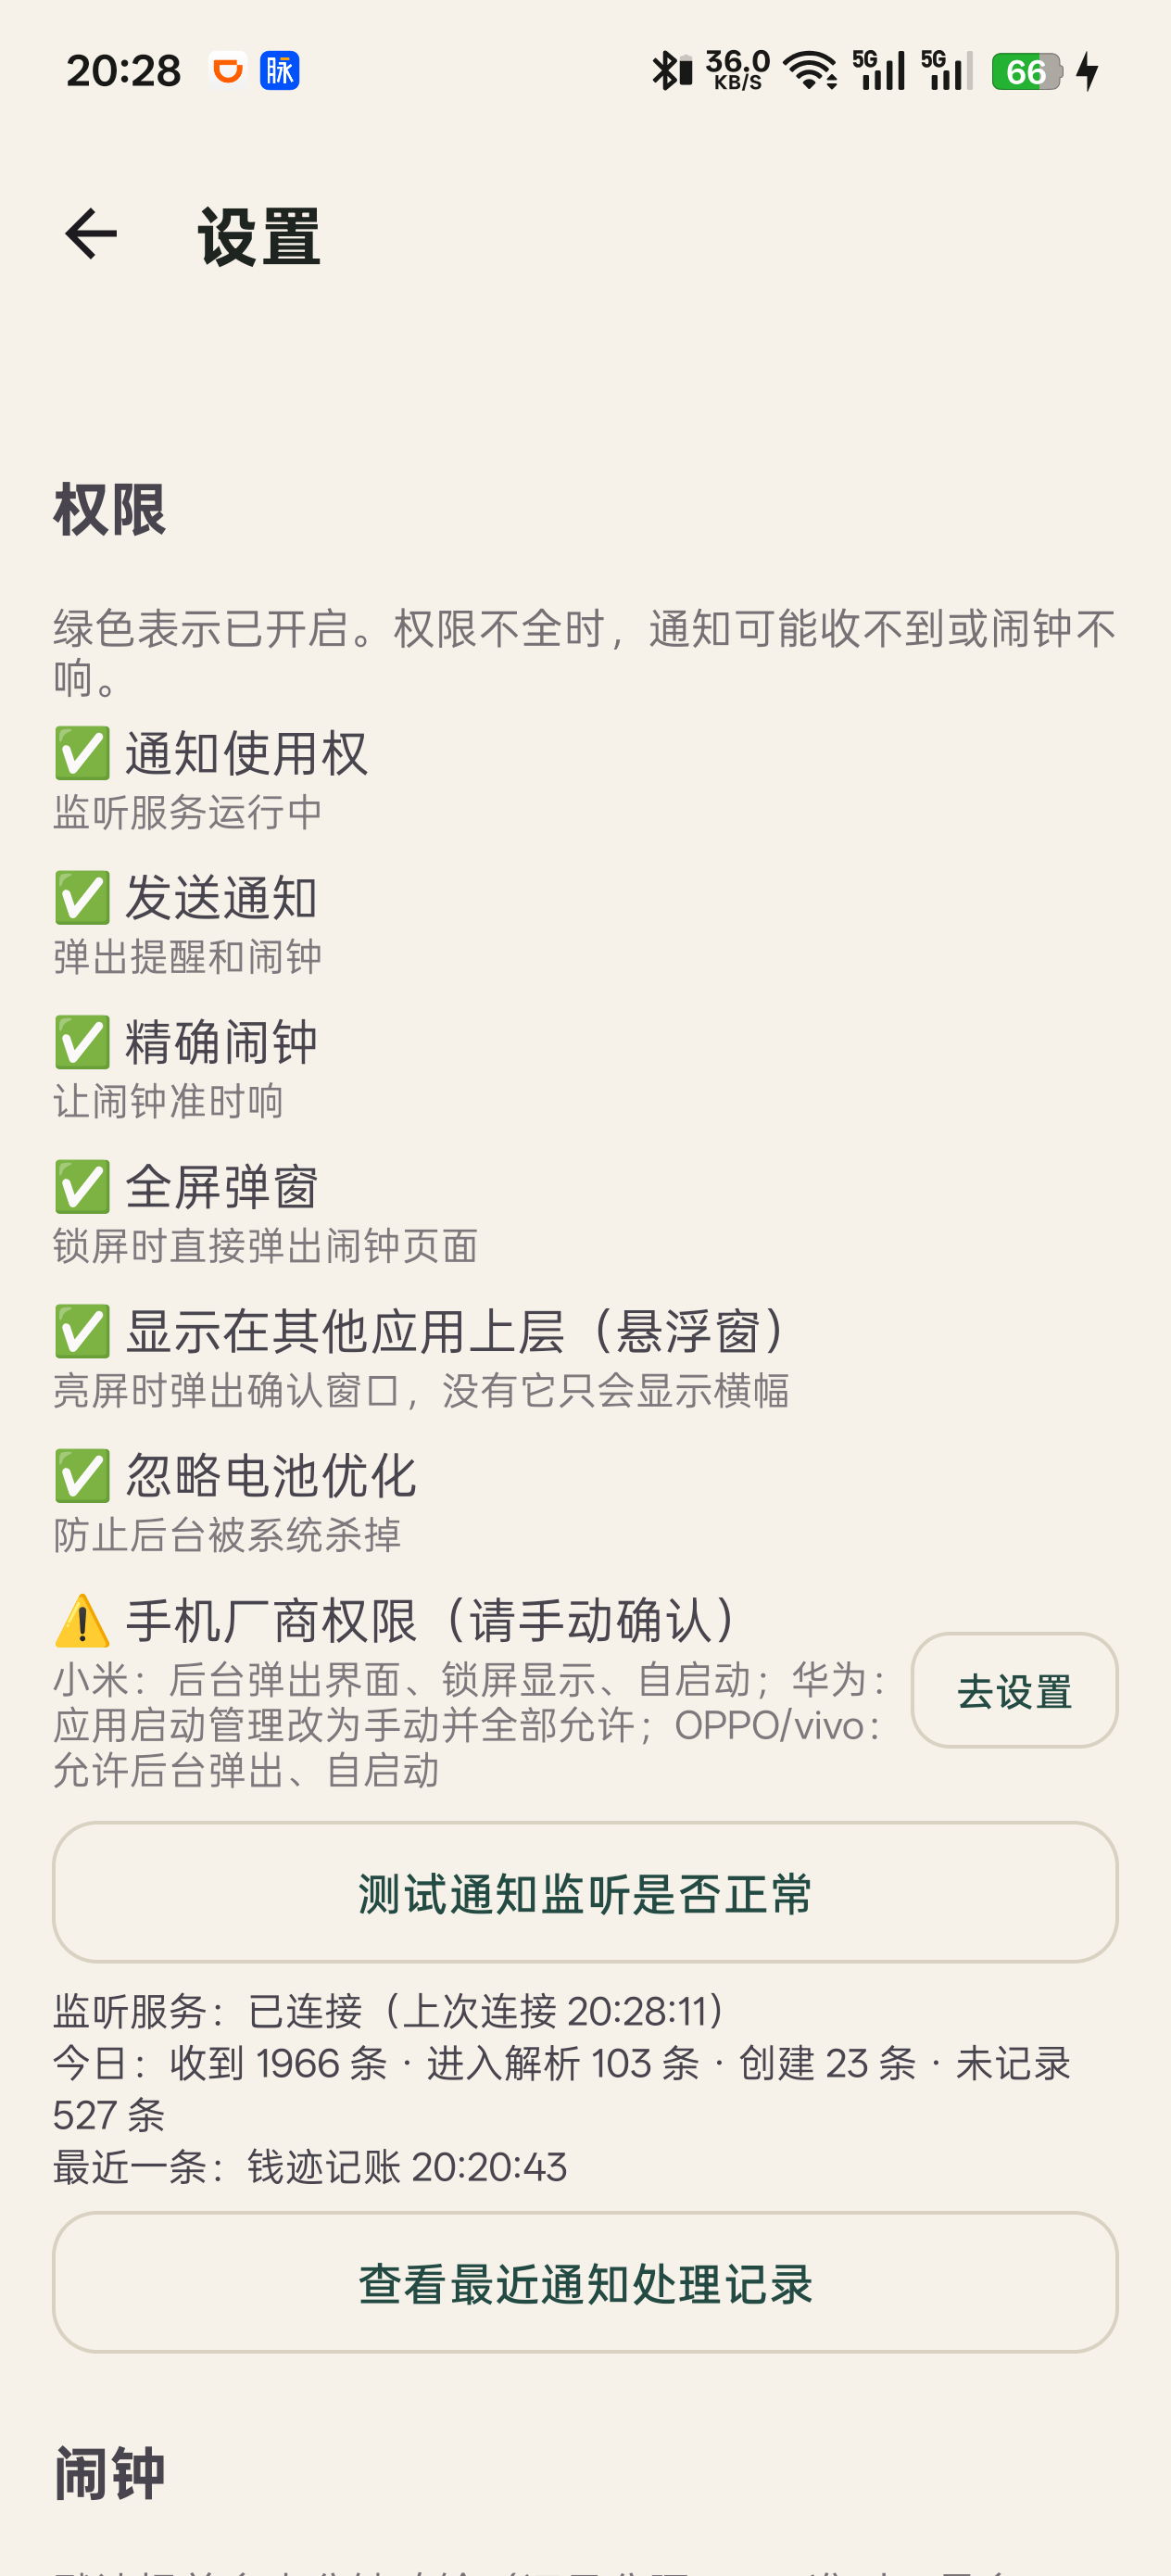 20:28 脉 36.0 KB/S 5G 5G 66
设置
权限
绿色表示已开启。权限不全时，通知可能收不到或闹钟不
响。
✅ 通知使用权
监听服务运行中
✅ 发送通知
弹出提醒和闹钟
✅ 精确闹钟
让闹钟准时响
✅ 全屏弹窗
锁屏时直接弹出闹钟页面
✅ 显示在其他应用上层（悬浮窗）
亮屏时弹出确认窗口，没有它只会显示横幅
✅ 忽略电池优化
防止后台被系统杀掉
⚠️ 手机厂商权限（请手动确认）
小米：后台弹出界面、锁屏显示、自启动；华为：
应用启动管理改为手动并全部允许；OPPO/vivo：
允许后台弹出、自启动
去设置
测试通知监听是否正常
监听服务：已连接（上次连接 20:28:11）
今日：收到 1966 条 · 进入解析 103 条 · 创建 23 条 · 未记录
527 条
最近一条：钱迹记账 20:20:43
查看最近通知处理记录
闹钟